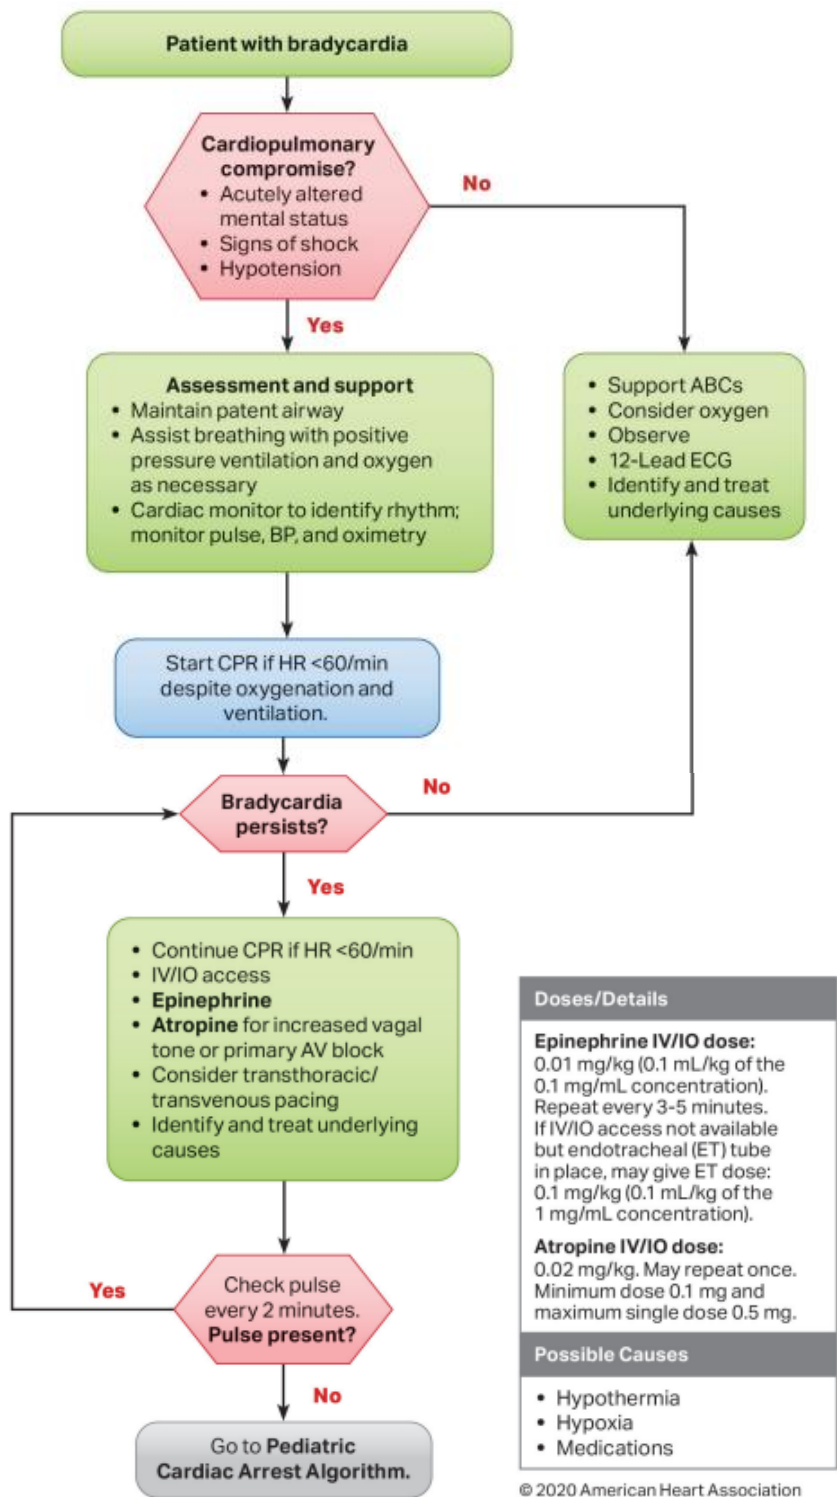 Patient with bradycardia
Cardiopulmonary
compromise?
• Acutely altered
mental status
• Signs of shock
• Hypotension
No
Yes
Assessment and support
• Maintain patent airway
• Assist breathing with positive
pressure ventilation and oxygen
as necessary
• Cardiac monitor to identify rhythm;
monitor pulse, BP, and oximetry
• Support ABCs
• Consider oxygen
• Observe
• 12-Lead ECG
• Identify and treat
underlying causes
Start CPR if HR <60/min
despite oxygenation and
ventilation.
Bradycardia
persists?
No
Yes
• Continue CPR if HR <60/min
• IV/IO access
• Epinephrine
• Atropine for increased vagal
tone or primary AV block
• Consider transthoracic/
transvenous pacing
• Identify and treat underlying
causes
Check pulse
every 2 minutes.
Pulse present?
Yes
No
Go to Pediatric
Cardiac Arrest Algorithm.
Doses/Details
Epinephrine IV/IO dose:
0.01 mg/kg (0.1 mL/kg of the
0.1 mg/mL concentration).
Repeat every 3-5 minutes.
If IV/IO access not available
but endotracheal (ET) tube
in place, may give ET dose:
0.1 mg/kg (0.1 mL/kg of the
1 mg/mL concentration).
Atropine IV/IO dose:
0.02 mg/kg. May repeat once.
Minimum dose 0.1 mg and
maximum single dose 0.5 mg.
Possible Causes
• Hypothermia
• Hypoxia
• Medications
© 2020 American Heart Association